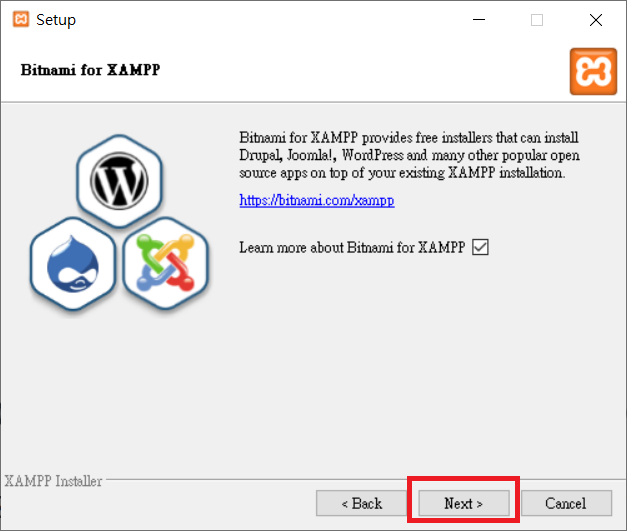 Setup
Bitnami for XAMPP
Bitnami for XAMPP provides free installers that can install
Drupal, Joomla!, WordPress and many other popular open
source apps on top of your existing XAMPP installation.
https://bitnami.com/xampp
Learn more about Bitnami for XAMPP
XAMPP Installer
< Back
Next >
Cancel